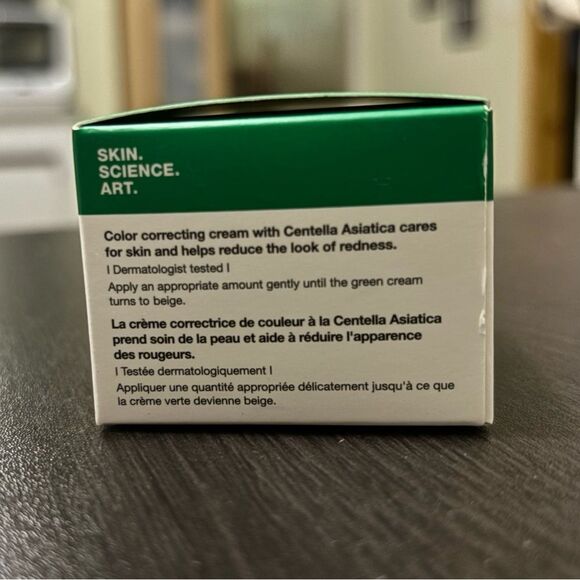 SKIN.
SCIENCE.
ART.
Color correcting cream with Centella Asiatica cares
for skin and helps reduce the look of redness.
I Dermatologist tested I
Apply an appropriate amount gently until the green cream
turns to beige.
La crème correctrice de couleur à la Centella Asiatica
prend soin de la peau et aide à réduire l'apparence
des rougeurs.
I Testée dermatologiquement I
Appliquer une quantité appropriée délicatement jusqu'à ce que
la crème verte devienne beige.